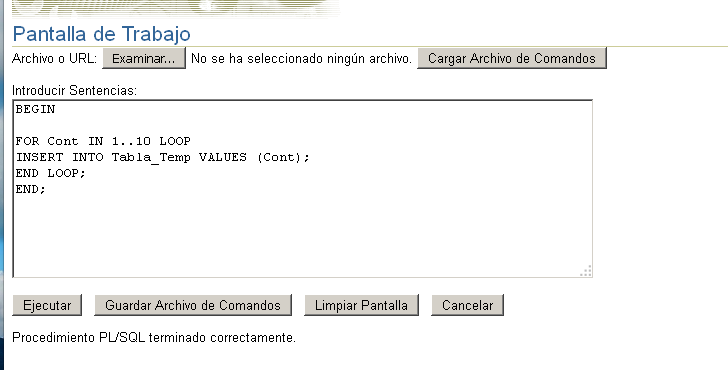 Pantalla de Trabajo
Archivo o URL: Examinar... No se ha seleccionado ningún archivo. Cargar Archivo de Comandos
Introducir Sentencias:
BEGIN
FOR Cont IN 1..10 LOOP
INSERT INTO Tabla_Temp VALUES (Cont);
END LOOP;
END;
Ejecutar Guardar Archivo de Comandos Limpiar Pantalla Cancelar
Procedimiento PL/SQL terminado correctamente.